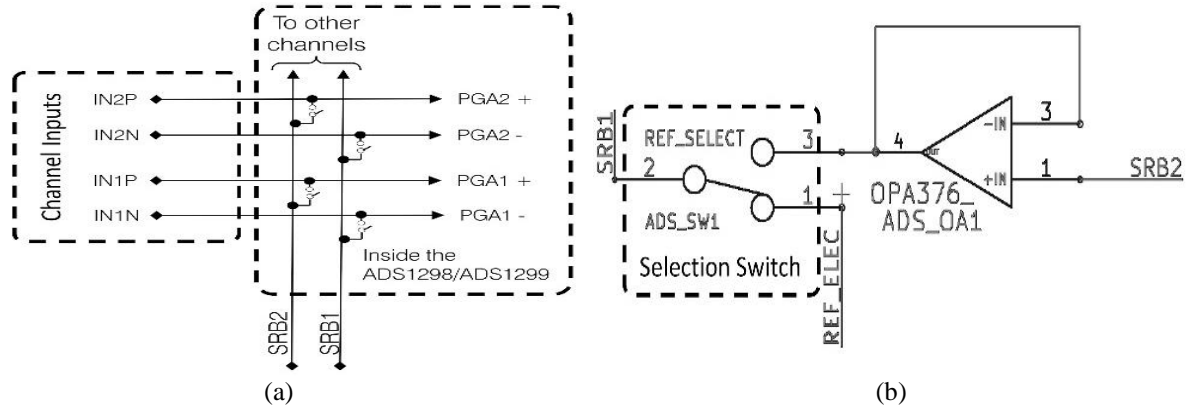 To other
channels
Channel Inputs
IN2P
IN2N
IN1P
IN1N
PGA2 +
PGA2 -
PGA1 +
PGA1 -
Inside the
ADS1298/ADS1299
SRB2
SRB1
(a)
SRB1
REF_SELECT
3
2
1
ADS_SW1
Selection Switch
REF_ELEC
4
OUT
-IN
3
+IN
1
SRB2
OPA376_
ADS_OA1
(b)